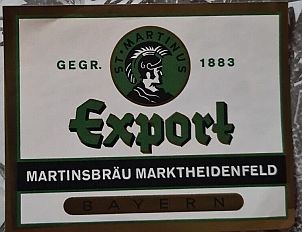 ST. MARTINUS
GEGR. 1883
Export
MARTINSBRÄU MARKTHEIDENFELD
BAYERN